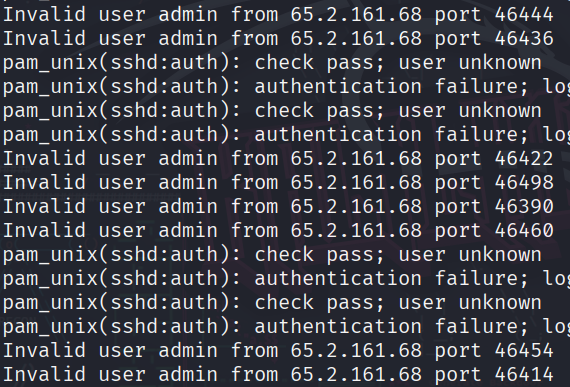 Invalid user admin from 65.2.161.68 port 46444
Invalid user admin from 65.2.161.68 port 46436
pam_unix(sshd:auth): check pass; user unknown
pam_unix(sshd:auth): authentication failure; log
pam_unix(sshd:auth): check pass; user unknown
pam_unix(sshd:auth): authentication failure; log
Invalid user admin from 65.2.161.68 port 46422
Invalid user admin from 65.2.161.68 port 46498
Invalid user admin from 65.2.161.68 port 46390
Invalid user admin from 65.2.161.68 port 46460
pam_unix(sshd:auth): check pass; user unknown
pam_unix(sshd:auth): authentication failure; log
pam_unix(sshd:auth): check pass; user unknown
pam_unix(sshd:auth): authentication failure; log
Invalid user admin from 65.2.161.68 port 46454
Invalid user admin from 65.2.161.68 port 46414